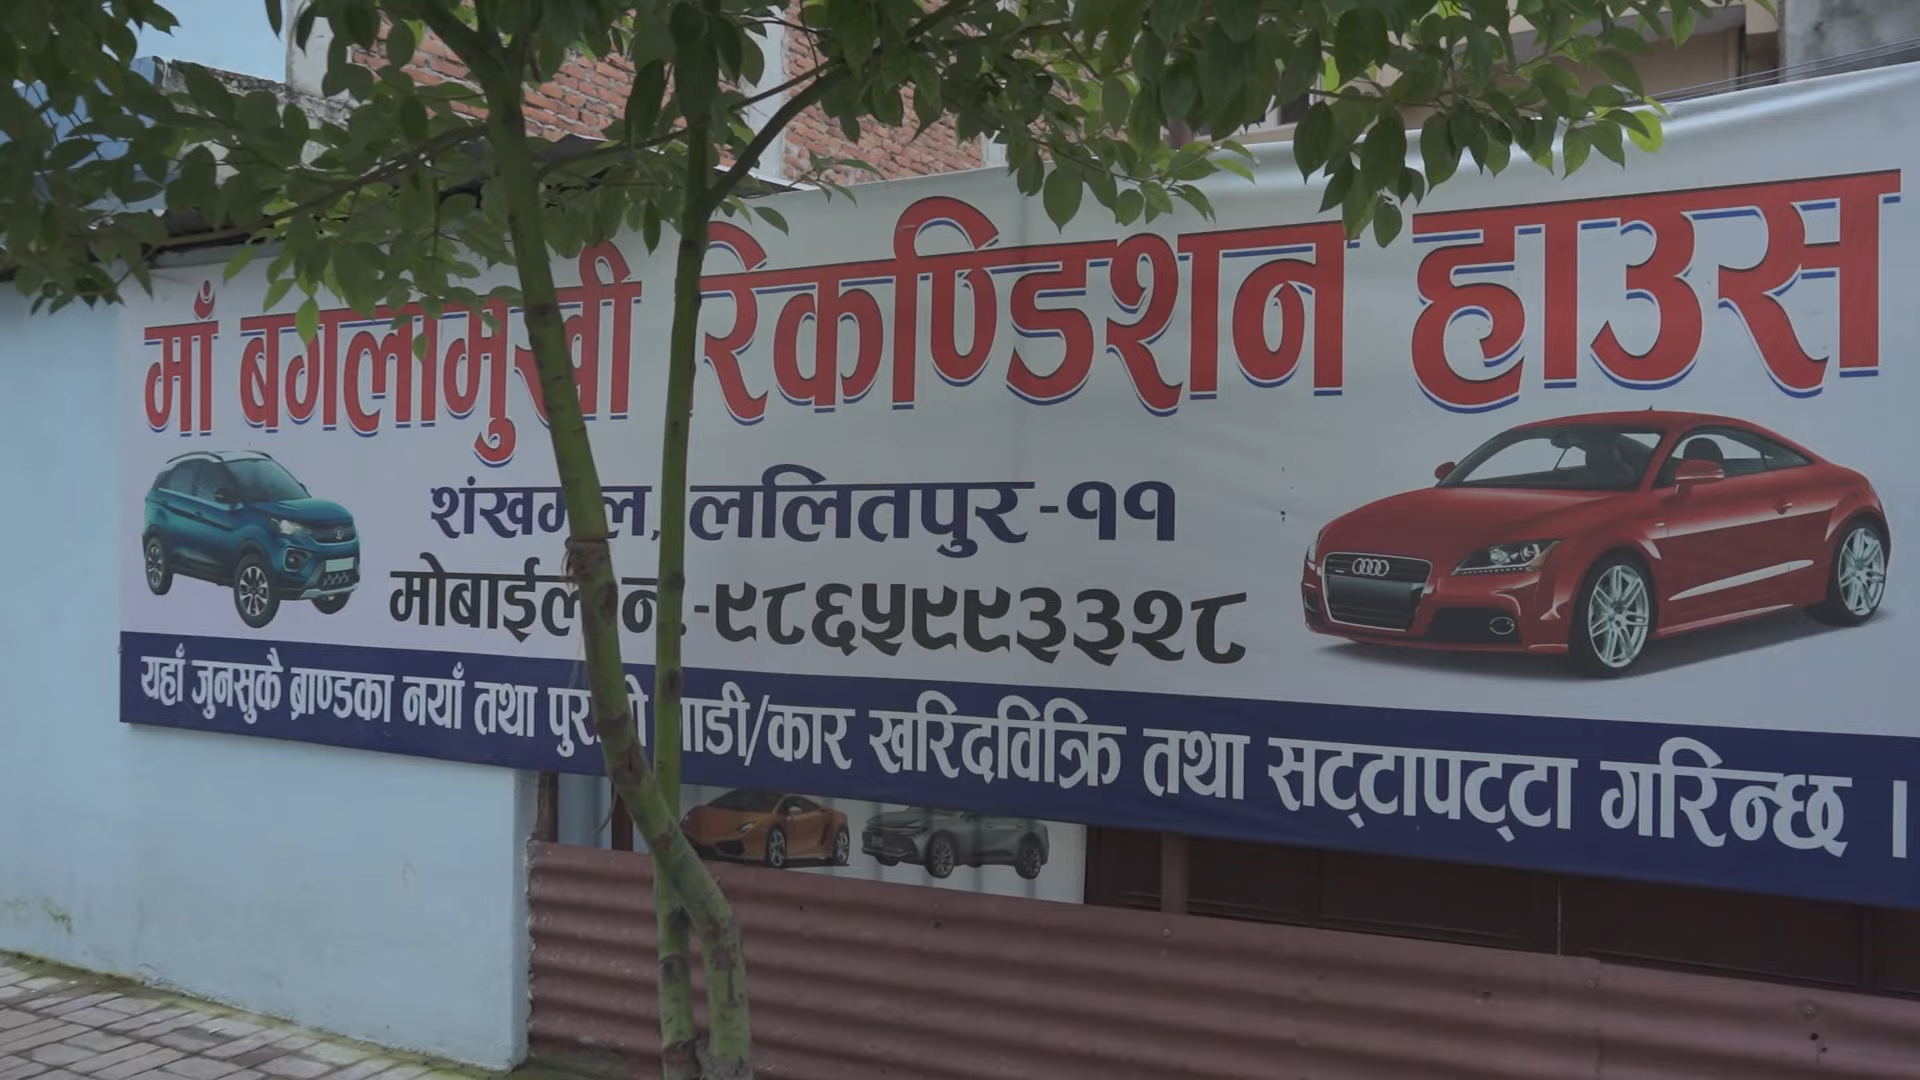 माँ बगलामुखी रिकण्डिशन हाउस
शंखमल, ललितपुर -११
मोबाईल नं. -९८६५९९३३२८
यहाँ जुनसुकै ब्राण्डका नयाँ तथा पुरानो गाडी/कार खरिदविक्रि तथा सट्टापट्टा गरिन्छ ।